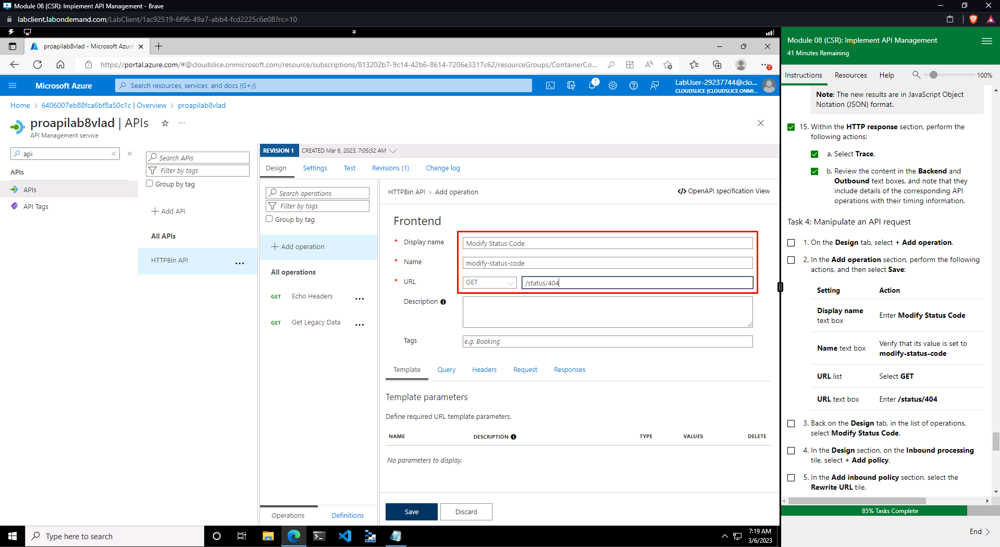 Module 08 (CSR): Implement API Management - Brave
labclient.labondemand.com/LabClient/1ac92519-6f96-49a7-abb4-fcd2225c6e08?rc=10
proapilab8vlad - Microsoft Azure
https://portal.azure.com/#@cloudslice.onmicrosoft.com/resource/subscriptions/813202b7-9c14-42b6-8614-7206e3317c62/resourceGroups/ContainerCo...
Microsoft Azure
Search resources, services, and docs (G+/)
7
LabUser-29237744@clo...
CLOUDSLICE (CLOUDSLICE.ONMI...
Home > 6406007eb88fca6bf8a50c1c | Overview > proapilab8vlad
proapilab8vlad | APIs
API Management service
api
APIs
APIs
API Tags
Search APIs
Filter by tags
Group by tag
+ Add API
All APIs
HTTPBin API
REVISION 1
CREATED Mar 6, 2023, 7:05:32 AM
Design
Settings
Test
Revisions (1)
Change log
Search operations
Filter by tags
Group by tag
+ Add operation
All operations
GET Echo Headers
GET Get Legacy Data
Operations
Definitions
HTTPBin API > Add operation
</> OpenAPI specification View
Frontend
* Display name
Modify Status Code
* Name
modify-status-code
* URL
GET
/status/404
Description
Tags
e.g. Booking
Template
Query
Headers
Request
Responses
Template parameters
Define required URL template parameters.
NAME
DESCRIPTION
TYPE
VALUES
DELETE
No parameters to display.
Save
Discard
Module 08 (CSR): Implement API Management
41 Minutes Remaining
Instructions
Resources
Help
100%
Note: The new results are in JavaScript Object
Notation (JSON) format.
15. Within the HTTP response section, perform the
following actions:
a. Select Trace.
b. Review the content in the Backend and
Outbound text boxes, and note that they
include details of the corresponding API
operations with their timing information.
Task 4: Manipulate an API request
1. On the Design tab, select + Add operation.
2. In the Add operation section, perform the following
actions, and then select Save:
Setting
Action
Display name
text box
Enter Modify Status Code
Name text box
Verify that its value is set to
modify-status-code
URL list
Select GET
URL text box
Enter /status/404
3. Back on the Design tab, in the list of operations,
select Modify Status Code.
4. In the Design section, on the Inbound processing
tile, select + Add policy.
5. In the Add inbound policy section, select the
Rewrite URL tile.
85% Tasks Complete
End
Type here to search
7:19 AM
3/6/2023